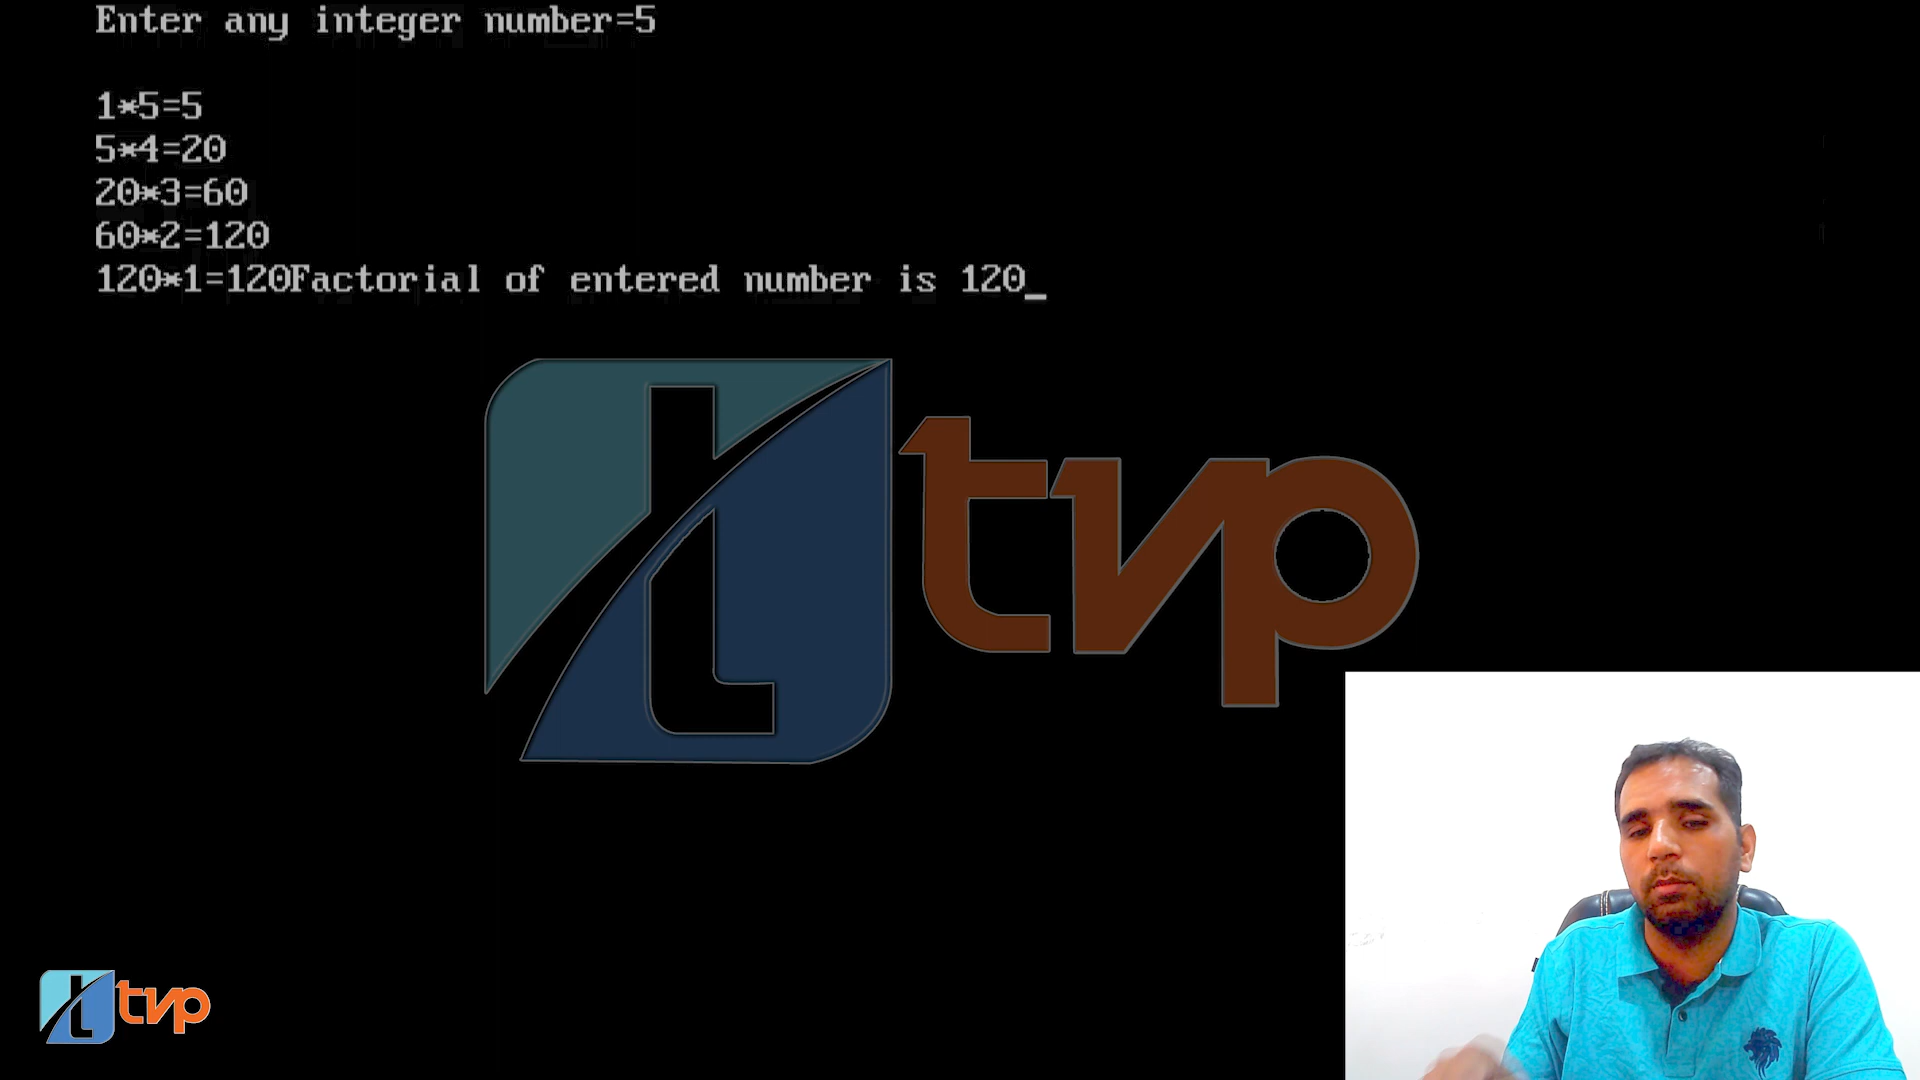 Enter any integer number=5
1*5=5
5*4=20
20*3=60
60*2=120
120*1=120Factorial of entered number is 120_
tvp
tvp